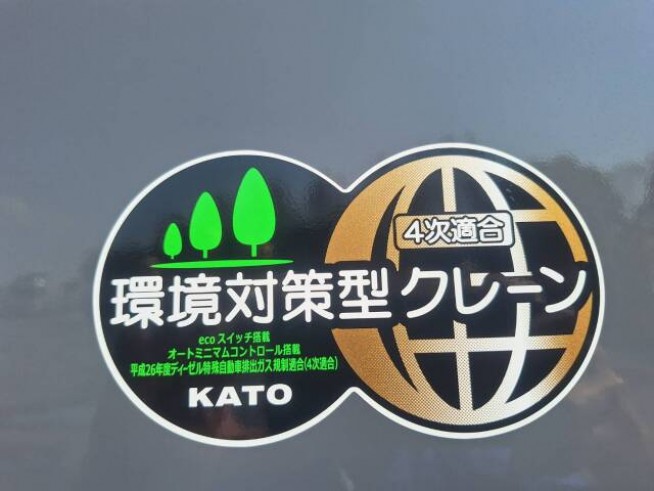 4次適合
環境対策型クレーン
eco スイッチ搭載
オートミニマムコントロール搭載
平成26年度ディーゼル特殊自動車排出ガス規制適合(4次適合)
KATO